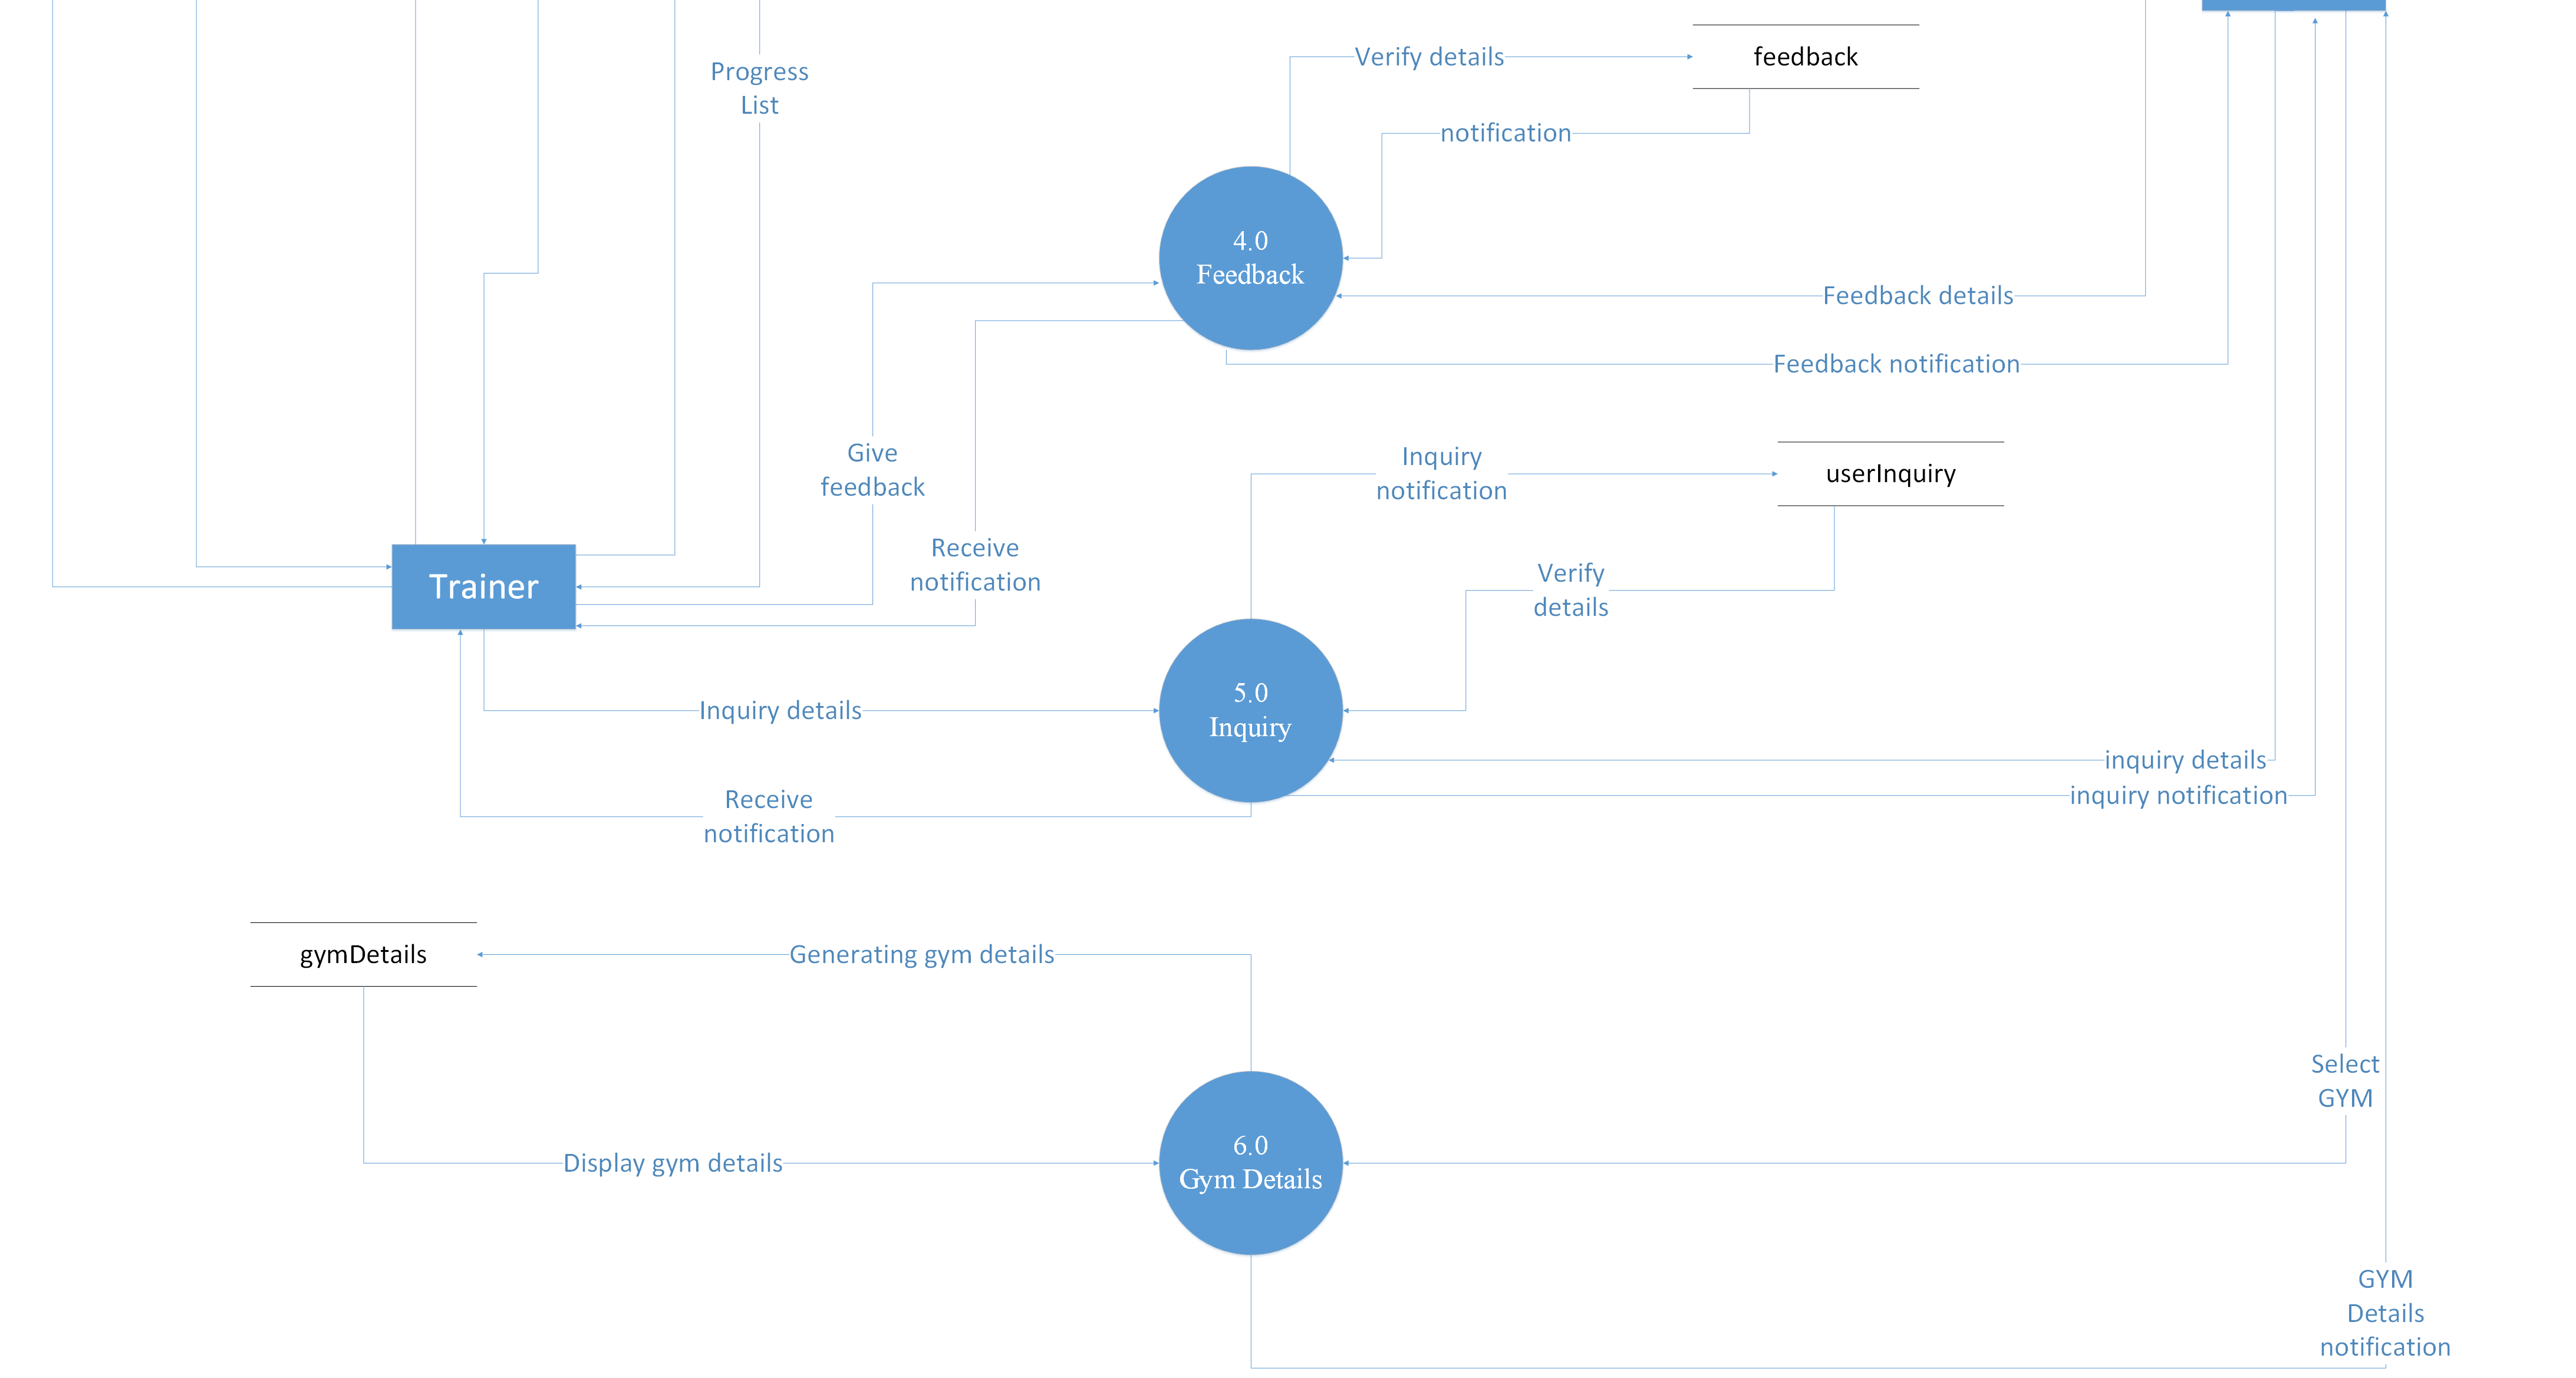 Progress
List
Verify details
feedback
notification
4.0
Feedback
Feedback details
Feedback notification
Give
feedback
Receive
notification
Inquiry
notification
userInquiry
Verify
details
Trainer
5.0
Inquiry
Inquiry details
inquiry details
inquiry notification
Receive
notification
gymDetails
Generating gym details
Select
GYM
6.0
Gym Details
Display gym details
GYM
Details
notification